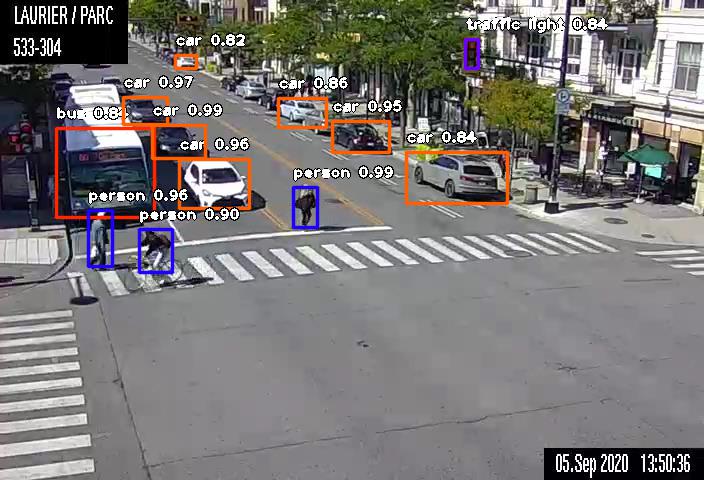 LAURIER / PARC
533-304
traffic light 0.84
car 0.82
car 0.97
car 0.86
bus 0.84
car 0.99
car 0.95
car 0.96
car 0.84
person 0.99
person 0.96
person 0.90
P
05.Sep 2020 13:50:36